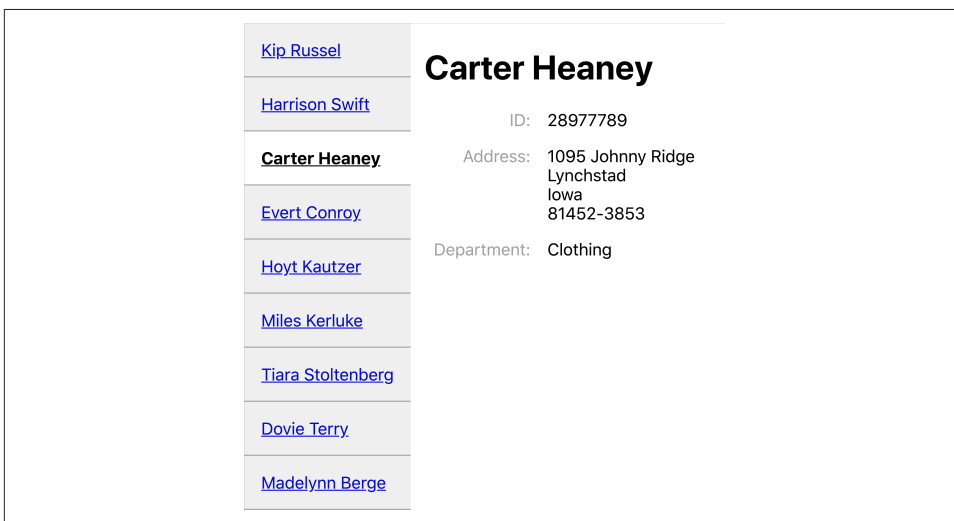 Kip Russel
Harrison Swift
Carter Heaney
Evert Conroy
Hoyt Kautzer
Miles Kerluke
Tiara Stoltenberg
Dovie Terry
Madelynn Berge
Carter Heaney
ID: 28977789
Address: 1095 Johnny Ridge
Lynchstad
Iowa
81452-3853
Department: Clothing